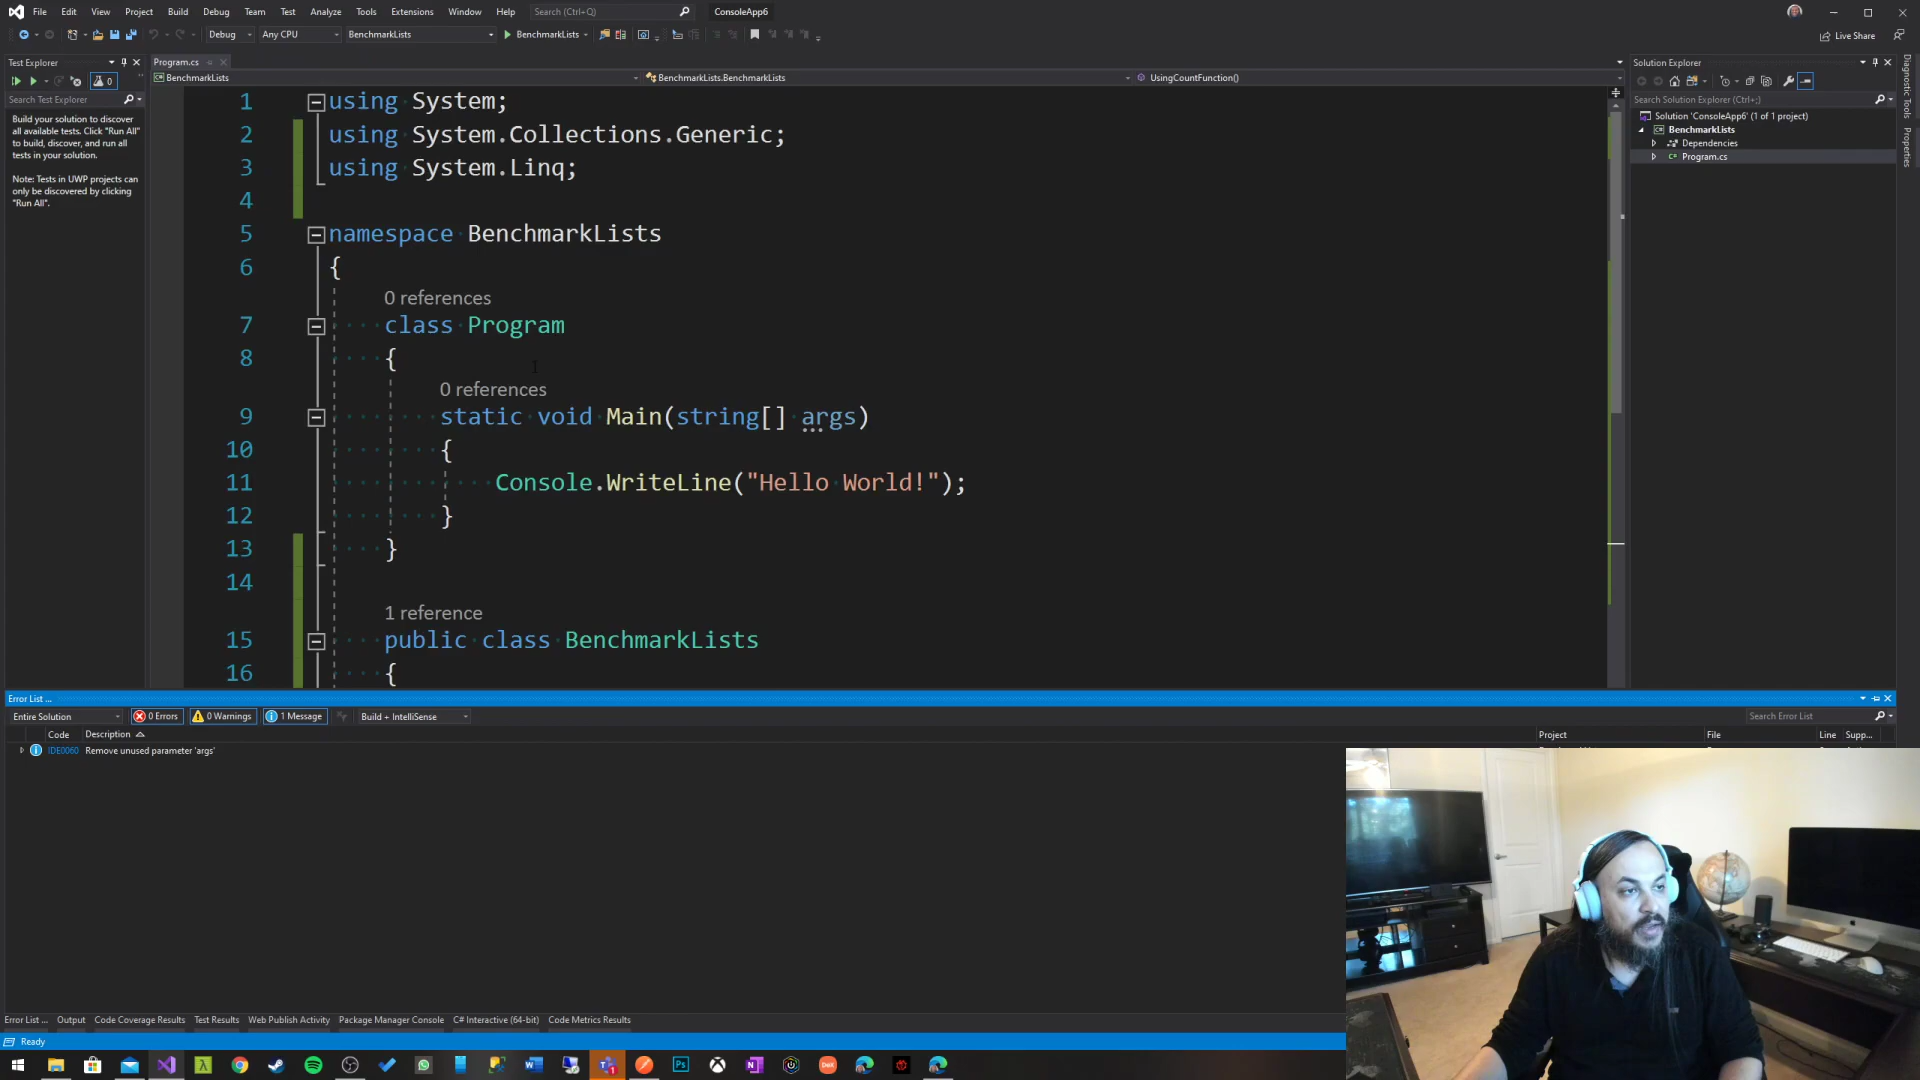 File Edit View Project Build Debug Team Test Analyze Tools Extensions Window Help Search (Ctrl+Q) ConsoleApp6
Debug Any CPU BenchmarkLists BenchmarkLists Live Share
Test Explorer
0
Search Test Explorer
Build your solution to discover
all available tests. Click "Run All"
to build, discover, and run all
tests in your solution.
Note: Tests in UWP projects can
only be discovered by clicking
"Run All".
Program.cs
BenchmarkLists BenchmarkLists.BenchmarkLists UsingCountFunction()
1 using System;
2 using System.Collections.Generic;
3 using System.Linq;
4
5 namespace BenchmarkLists
6 {
0 references
7 class Program
8 {
0 references
9 static void Main(string[] args)
10 {
11 Console.WriteLine("Hello World!");
12 }
13 }
14
1 reference
15 public class BenchmarkLists
16 {
Solution Explorer
Search Solution Explorer (Ctrl+;)
Solution 'ConsoleApp6' (1 of 1 project)
BenchmarkLists
Dependencies
C# Program.cs
Diagnostic Tools
Properties
Error List ...
Entire Solution 0 Errors 0 Warnings 1 Message Build + IntelliSense Search Error List
Code Description Project File Line Supp...
IDE0060 Remove unused parameter 'args'
Error List ... Output Code Coverage Results Test Results Web Publish Activity Package Manager Console C# Interactive (64-bit) Code Metrics Results
Ready